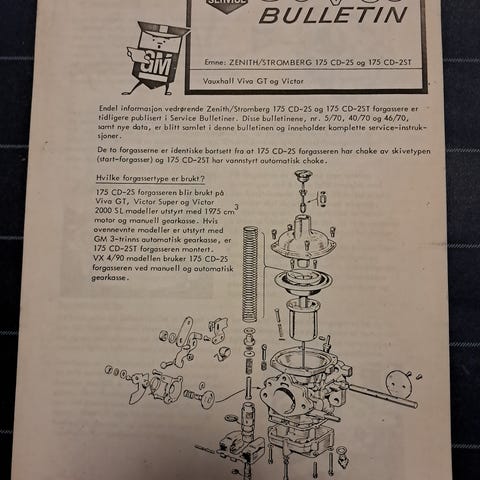 SERVICE
BULLETIN
GM
Emne: ZENITH/STROMBERG 175 CD-2S og 175 CD-2ST
Vauxhall Viva GT og Victor
Endel informasjon vedrørende Zenith/Stromberg 175 CD-2S og 175 CD-2ST forgassere er
tidligere publisert i Service Bulletiner. Disse bulletinene, nr. 5/70, 40/70 og 46/70,
samt nye data, er blitt samlet i denne bulletinen og inneholder komplette service-instruk-
sjoner.
De to forgasserne er identiske bortsett fra at 175 CD-2S forgasseren har choke av skivetypen
(start-forgasser) og 175 CD-2ST har vannstyrt automatisk choke.
Hvilke forgassertype er brukt?
175 CD-2S forgasseren blir brukt på
Viva GT, Victor Super og Victor
2000 SL modeller utstyrt med 1975 cm3
motor og manuell gearkasse. Hvis
ovennevnte modeller er utstyrt med
GM 3-trinns automatisk gearkasse, er
175 CD-2ST forgasseren montert.
VX 4/90 modellen bruker 175 CD-2S
forgasseren ved manuell og automatisk
gearkasse.